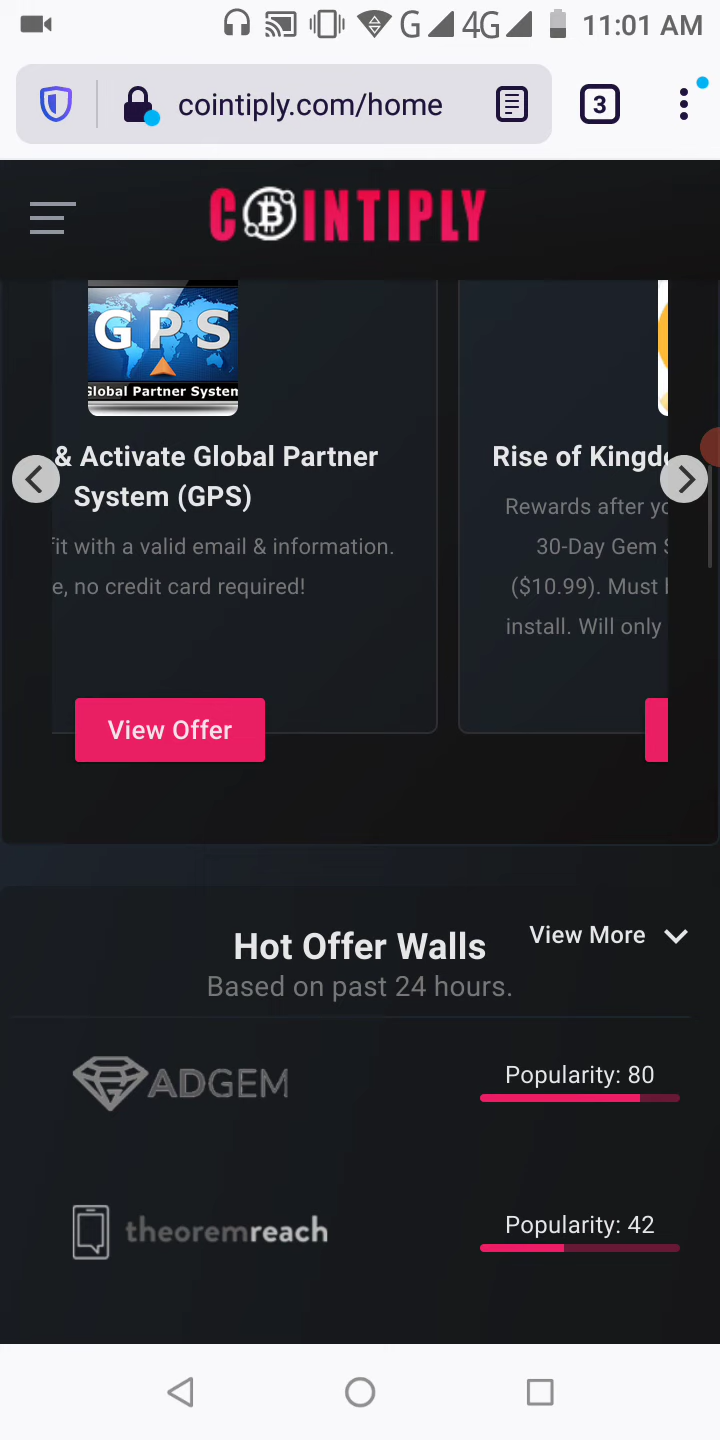 G 4G 11:01 AM
cointiply.com/home 3
COINTIPLY
GPS
Global Partner System
& Activate Global Partner
System (GPS)
fit with a valid email & information.
e, no credit card required!
View Offer
Rise of Kingd
Rewards after yo
30-Day Gem S
($10.99). Must
install. Will only
Hot Offer Walls
View More
Based on past 24 hours.
ADGEM
Popularity: 80
theoremreach
Popularity: 42